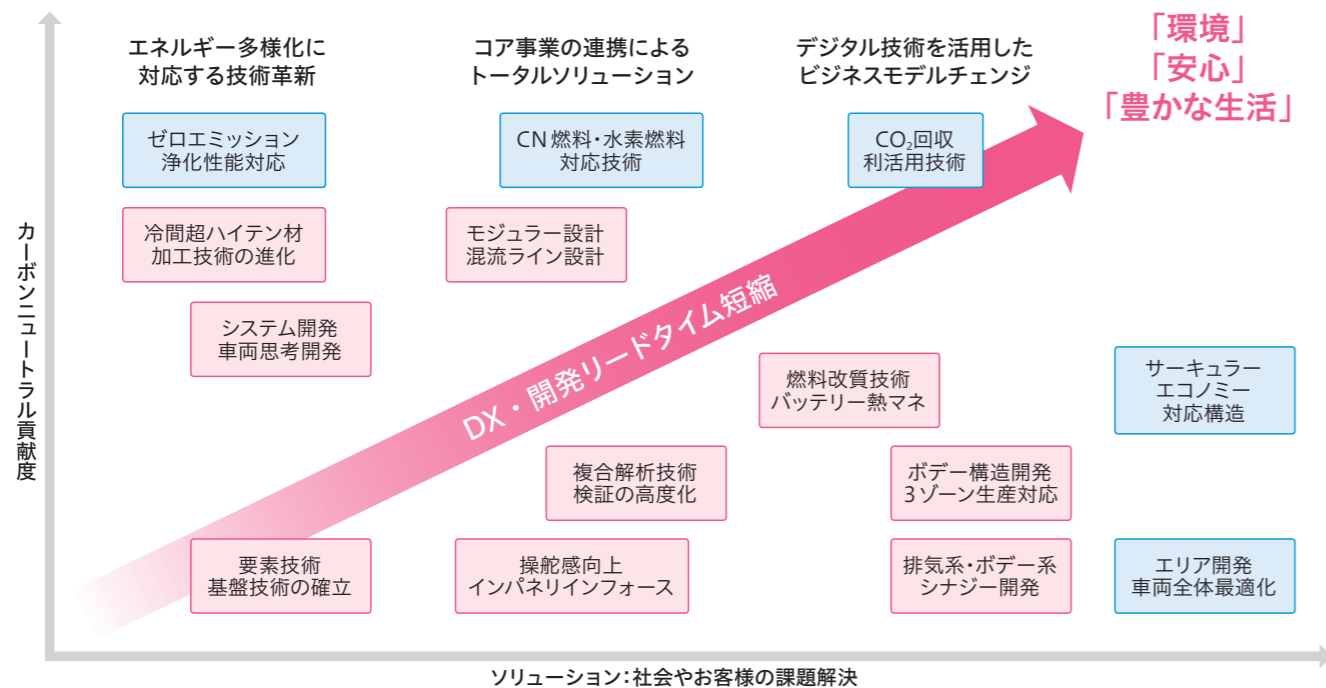 エネルギー多様化に
対応する技術革新
コア事業の連携による
トータルソリューション
デジタル技術を活用した
ビジネスモデルチェンジ
「環境」
「安心」
「豊かな生活」
ゼロエミッション
浄化性能対応
CN燃料・水素燃料
対応技術
CO₂回収
利活用技術
冷間超ハイテン材
加工技術の進化
モジュラー設計
混流ライン設計
システム開発
車両思考開発
DX・開発リードタイム短縮
燃料改質技術
バッテリー熱マネ
サーキュラー
エコノミー
対応構造
複合解析技術
検証の高度化
ボデー構造開発
3ゾーン生産対応
要素技術
基盤技術の確立
操舵感向上
インパネリインフォース
排気系・ボデー系
シナジー開発
エリア開発
車両全体最適化
カーボンニュートラル貢献度
ソリューション：社会やお客様の課題解決